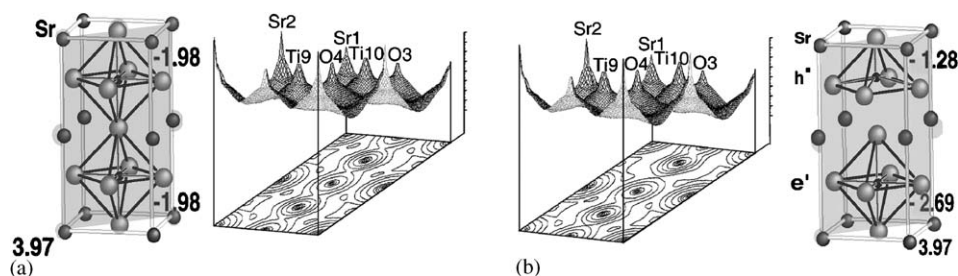 Sr
-1.98
-1.98
3.97
(a)
Sr2
Sr1
Ti9
O4
Ti10
O3
(b)
Sr2
Sr1
Ti9
O4
Ti10
O3
Sr
-1.28
h˙
e'
-2.69
3.97